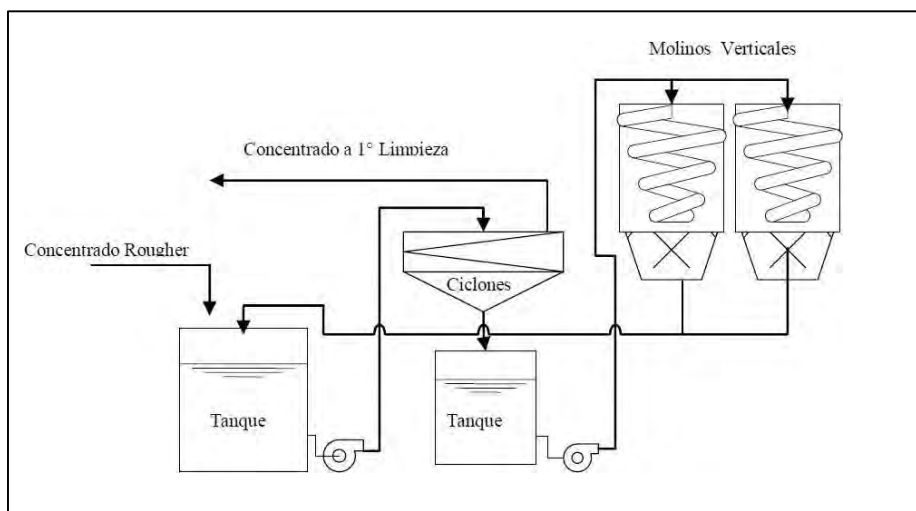 Molinos Verticales
Concentrado a 1° Limpieza
Concentrado Rougher
Ciclones
Tanque
Tanque